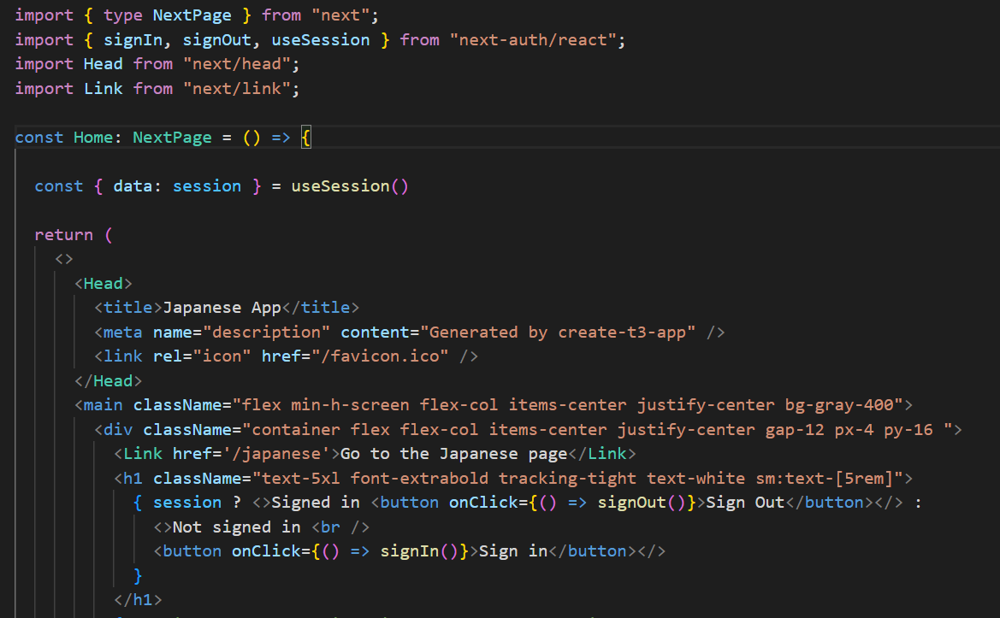 import { type NextPage } from "next";
import { signIn, signOut, useSession } from "next-auth/react";
import Head from "next/head";
import Link from "next/link";
const Home: NextPage = () => {
const { data: session } = useSession()
return (
<>
<Head>
<title>Japanese App</title>
<meta name="description" content="Generated by create-t3-app" />
<link rel="icon" href="/favicon.ico" />
</Head>
<main className="flex min-h-screen flex-col items-center justify-center bg-gray-400">
<div className="container flex flex-col items-center justify-center gap-12 px-4 py-16 ">
<Link href='/japanese'>Go to the Japanese page</Link>
<h1 className="text-5xl font-extrabold tracking-tight text-white sm:text-[5rem]">
{ session ? <>Signed in <button onClick={() => signOut()}>Sign Out</button></> :
<>Not signed in <br />
<button onClick={() => signIn()}>Sign in</button></>
}
</h1>